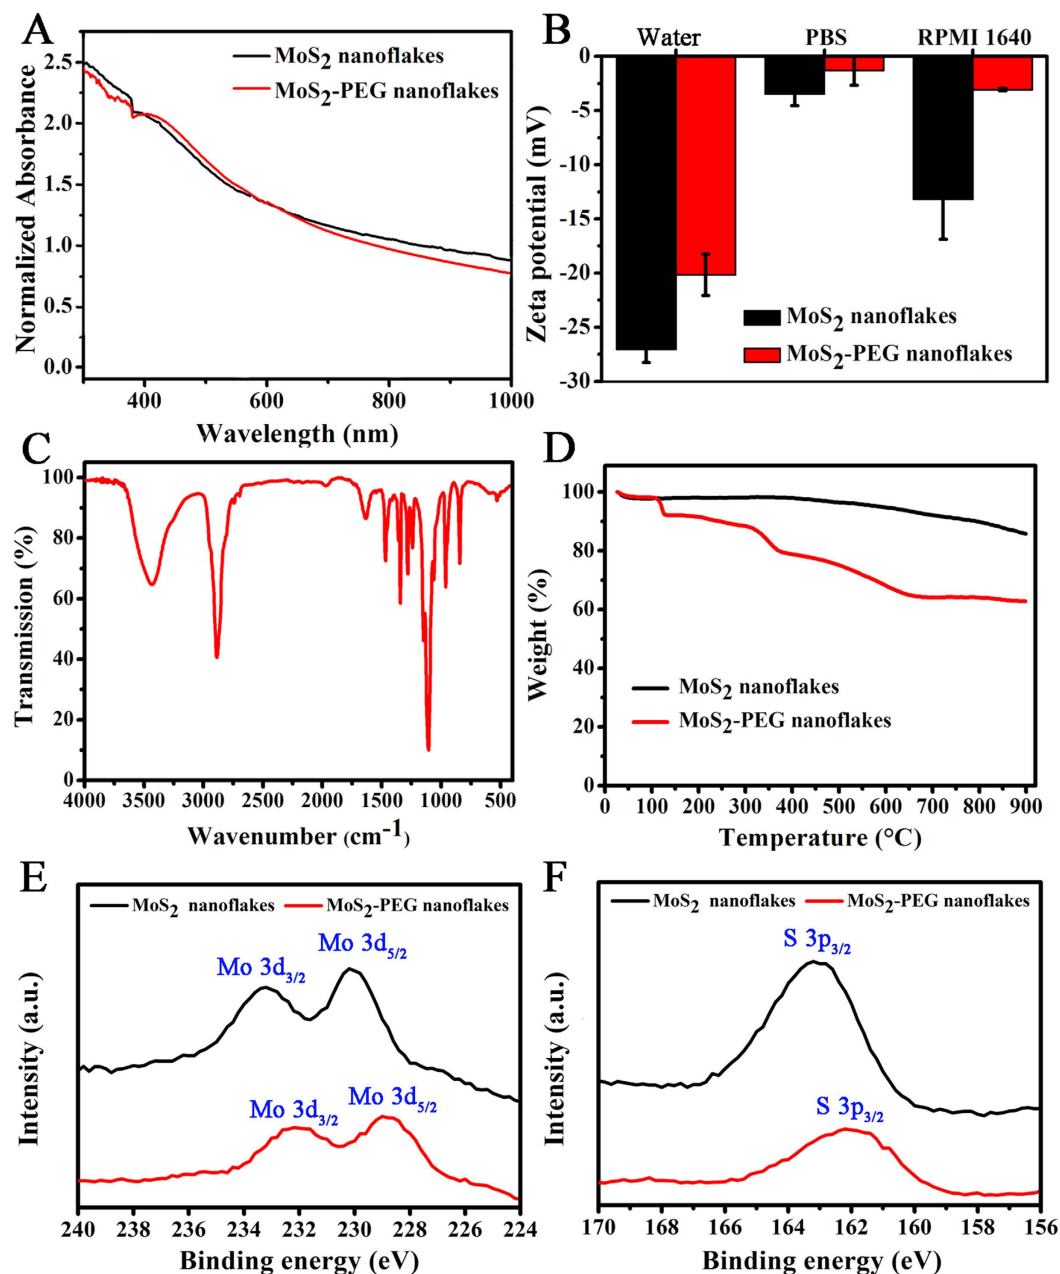 A
MoS2 nanoflakes
MoS2-PEG nanoflakes
Normalized Absorbance
2.5
2.0
1.5
1.0
0.5
0.0
400 600 800 1000
Wavelength (nm)
B
Water PBS RPMI 1640
Zeta potential (mV)
0
-5
-10
-15
-20
-25
-30
MoS2 nanoflakes
MoS2-PEG nanoflakes
C
Transmission (%)
100
80
60
40
20
0
4000 3500 3000 2500 2000 1500 1000 500
Wavenumber (cm-1)
D
Weight (%)
100
80
60
40
20
0
MoS2 nanoflakes
MoS2-PEG nanoflakes
0 100 200 300 400 500 600 700 800 900
Temperature (°C)
E
MoS2 nanoflakes MoS2-PEG nanoflakes
Mo 3d3/2 Mo 3d5/2
Mo 3d3/2 Mo 3d5/2
Intensity (a.u.)
240 238 236 234 232 230 228 226 224
Binding energy (eV)
F
MoS2 nanoflakes MoS2-PEG nanoflakes
S 3p3/2
S 3p3/2
Intensity (a.u.)
170 168 166 164 162 160 158 156
Binding energy (eV)